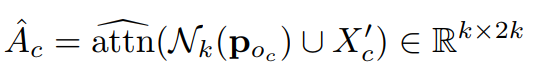 Â_c = \widehat{attn}(𝒩_k(𝐩_{o_c}) ∪ X'_c) ∈ ℝ^{k×2k}